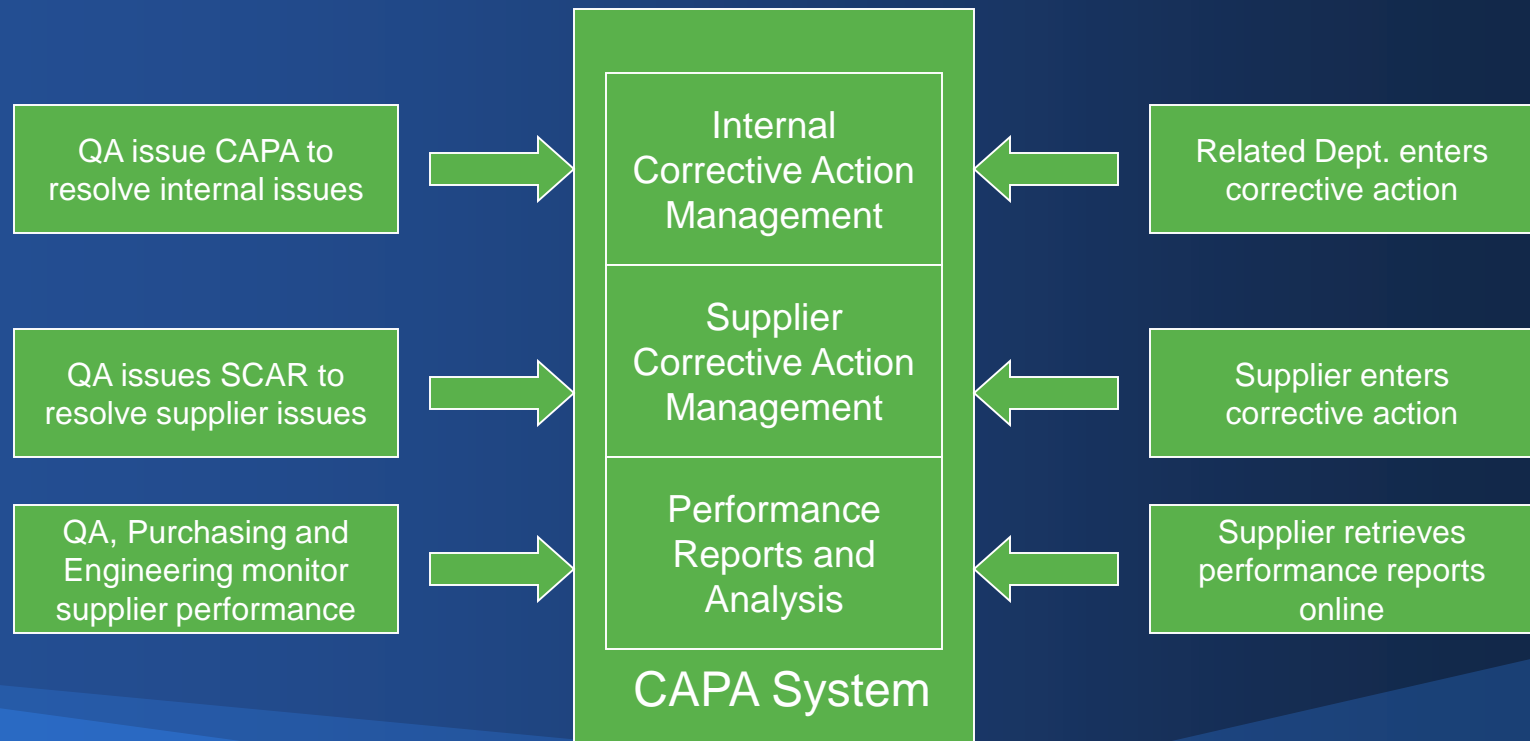 QA issue CAPA to
resolve internal issues
Internal
Corrective Action
Management
Related Dept. enters
corrective action
QA issues SCAR to
resolve supplier issues
Supplier
Corrective Action
Management
Supplier enters
corrective action
QA, Purchasing and
Engineering monitor
supplier performance
Performance
Reports and
Analysis
Supplier retrieves
performance reports
online
CAPA System